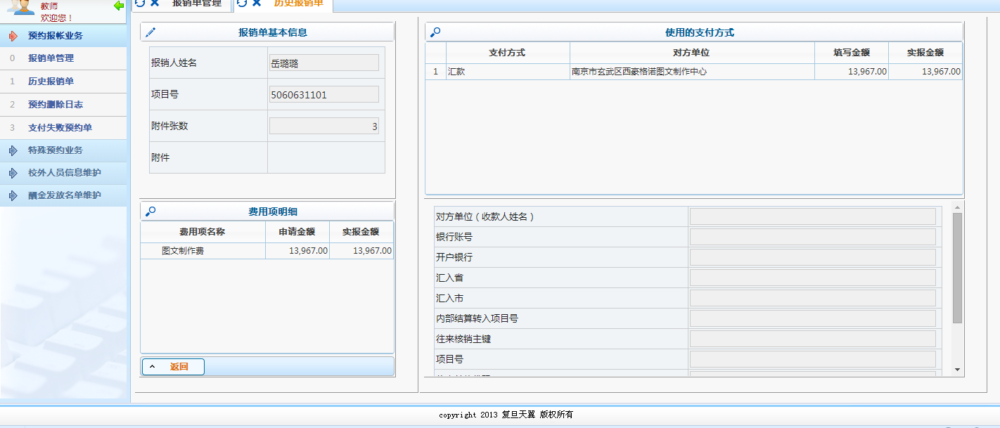 教师
欢迎您！
预约报帐业务
0 报销单管理
1 历史报销单
2 预约删除日志
3 支付失败预约单
特殊预约业务
校外人员信息维护
酬金发放名单维护
报销单管理
历史报销单
报销单基本信息
报销人姓名 岳璐璐
项目号 5060631101
附件张数 3
附件
费用项明细
费用项名称 申请金额 实报金额
图文制作费 13,967.00 13,967.00
返回
使用的支付方式
支付方式 对方单位 填写金额 实报金额
1 汇款 南京市玄武区西豪格诺图文制作中心 13,967.00 13,967.00
对方单位（收款人姓名）
银行账号
开户银行
汇入省
汇入市
内部结算转入项目号
往来核销主键
项目号
copyright 2013 复旦天翼 版权所有